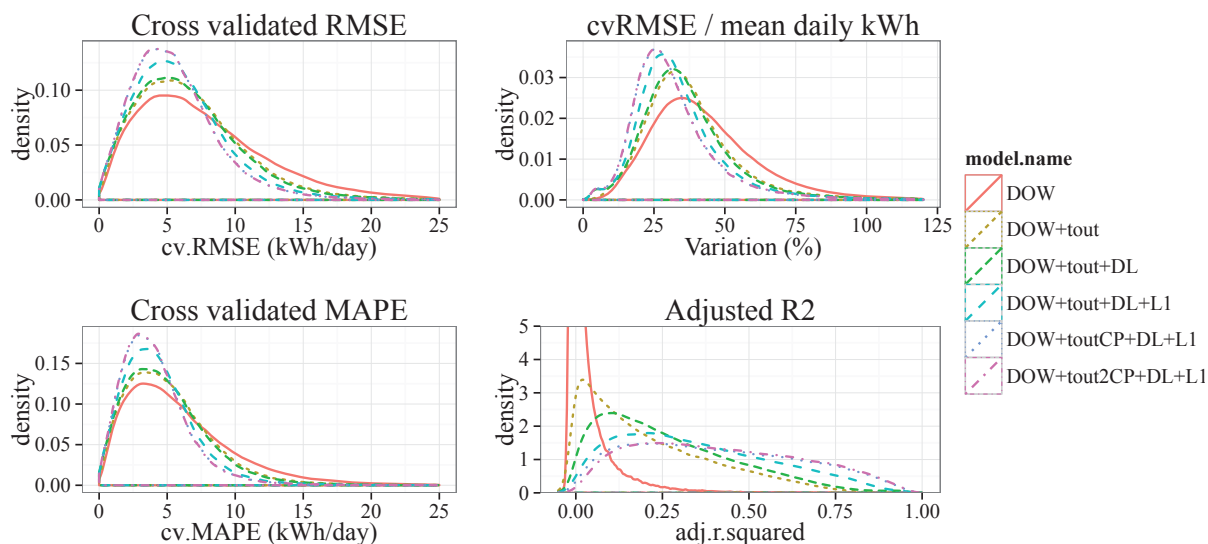 Cross validated RMSE
density
0.10
0.05
0.00
0 5 10 15 20 25
cv.RMSE (kWh/day)
cvRMSE / mean daily kWh
density
0.03
0.02
0.01
0.00
0 25 50 75 100 125
Variation (%)
Cross validated MAPE
density
0.15
0.10
0.05
0.00
0 5 10 15 20 25
cv.MAPE (kWh/day)
Adjusted R2
density
5
4
3
2
1
0
0.00 0.25 0.50 0.75 1.00
adj.r.squared
model.name
DOW
DOW+tout
DOW+tout+DL
DOW+tout+DL+L1
DOW+toutCP+DL+L1
DOW+tout2CP+DL+L1